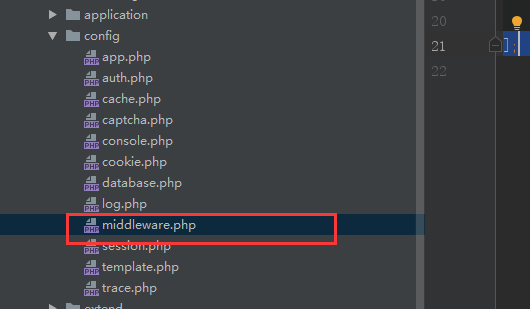 application
config
app.php
auth.php
cache.php
captcha.php
console.php
cookie.php
database.php
log.php
middleware.php
session.php
template.php
trace.php
extend
20
21 ];
22